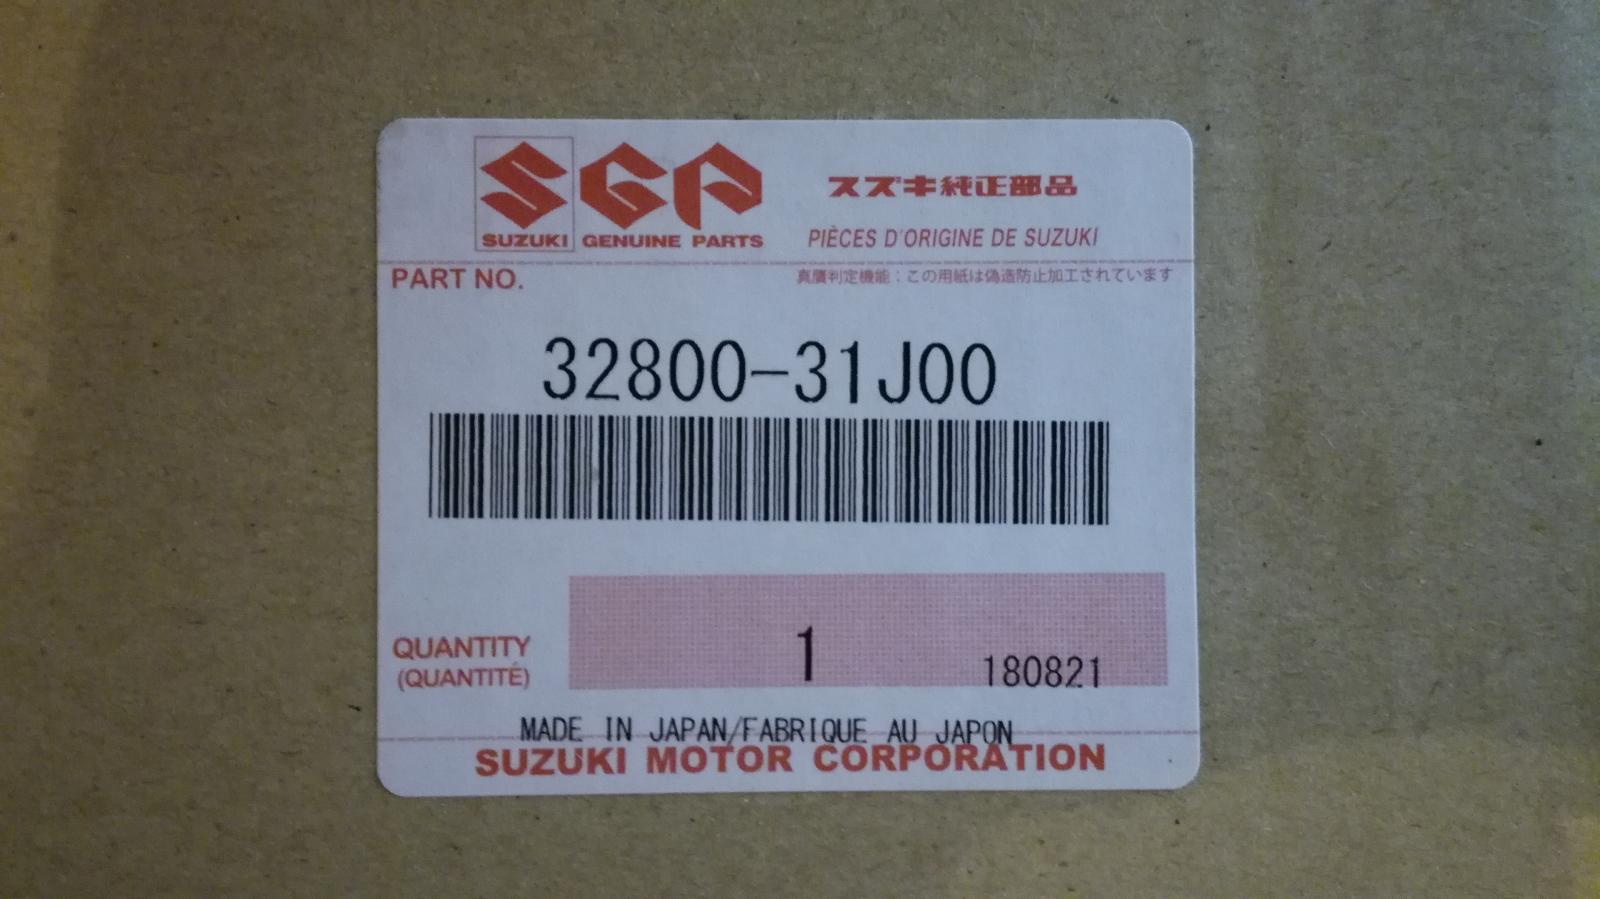 SGP
スズキ純正部品
SUZUKI GENUINE PARTS
PIÈCES D'ORIGINE DE SUZUKI
PART NO.
真贋判定機能:この用紙は偽造防止加工されています
32800-31J00
QUANTITY
(QUANTITÉ)
1
180821
MADE IN JAPAN/FABRIQUE AU JAPON
SUZUKI MOTOR CORPORATION